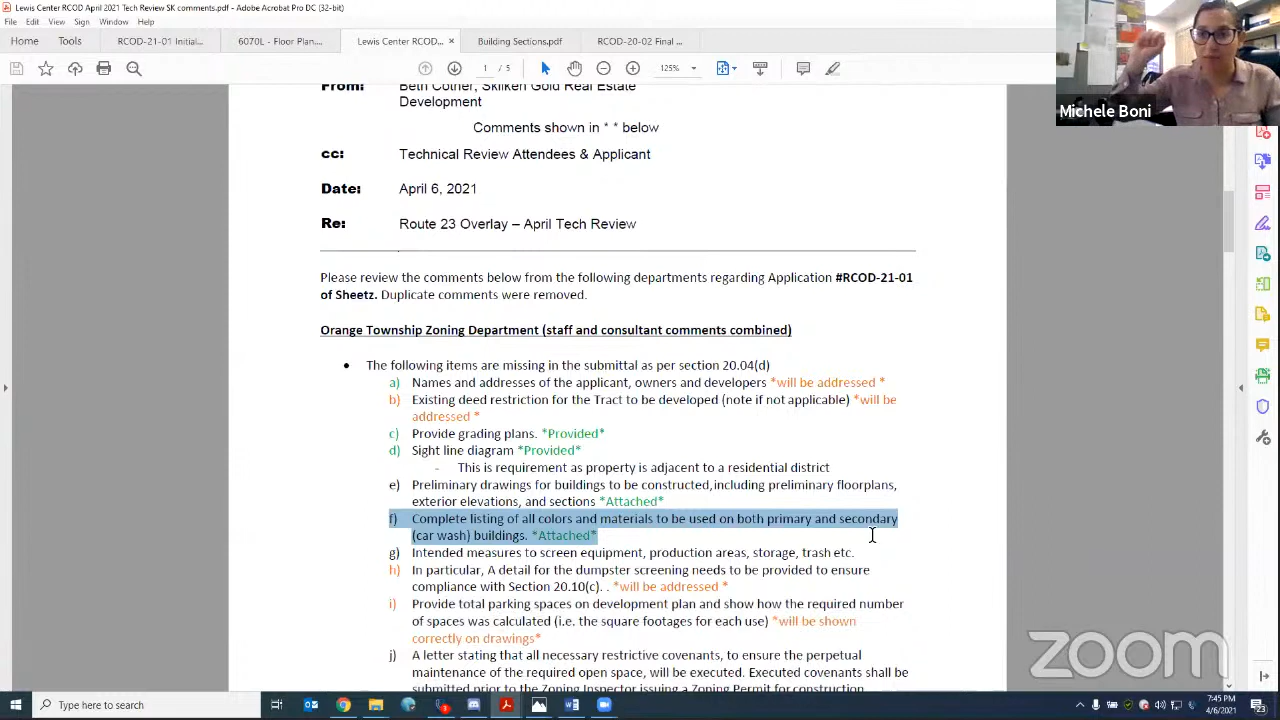 Lewis Center RCOD April 2021 Tech Review SK comments.pdf - Adobe Acrobat Pro DC (32-bit)
File Edit View Sign Window Help
Home Tools RCOD-21-01 Initial... 6070L - Floor Plan.... Lewis Center RCOD... × Building Sections.pdf RCOD-20-02 Final ...
1 / 5 125%
Michele Boni
From: Beth Cotner, Skilken Gold Real Estate
Development
Comments shown in * * below
cc: Technical Review Attendees & Applicant
Date: April 6, 2021
Re: Route 23 Overlay – April Tech Review
Please review the comments below from the following departments regarding Application #RCOD-21-01
of Sheetz. Duplicate comments were removed.
Orange Township Zoning Department (staff and consultant comments combined)
• The following items are missing in the submittal as per section 20.04(d)
a) Names and addresses of the applicant, owners and developers *will be addressed *
b) Existing deed restriction for the Tract to be developed (note if not applicable) *will be
addressed *
c) Provide grading plans. *Provided*
d) Sight line diagram *Provided*
- This is requirement as property is adjacent to a residential district
e) Preliminary drawings for buildings to be constructed, including preliminary floorplans,
exterior elevations, and sections *Attached*
f) Complete listing of all colors and materials to be used on both primary and secondary
(car wash) buildings. *Attached*
g) Intended measures to screen equipment, production areas, storage, trash etc.
h) In particular, A detail for the dumpster screening needs to be provided to ensure
compliance with Section 20.10(c). . *will be addressed *
i) Provide total parking spaces on development plan and show how the required number
of spaces was calculated (i.e. the square footages for each use) *will be shown
correctly on drawings*
j) A letter stating that all necessary restrictive covenants, to ensure the perpetual
maintenance of the required open space, will be executed. Executed covenants shall be
submitted prior to the Zoning Inspector issuing a Zoning Permit for construction
zoom
Type here to search
7:45 PM
4/6/2021